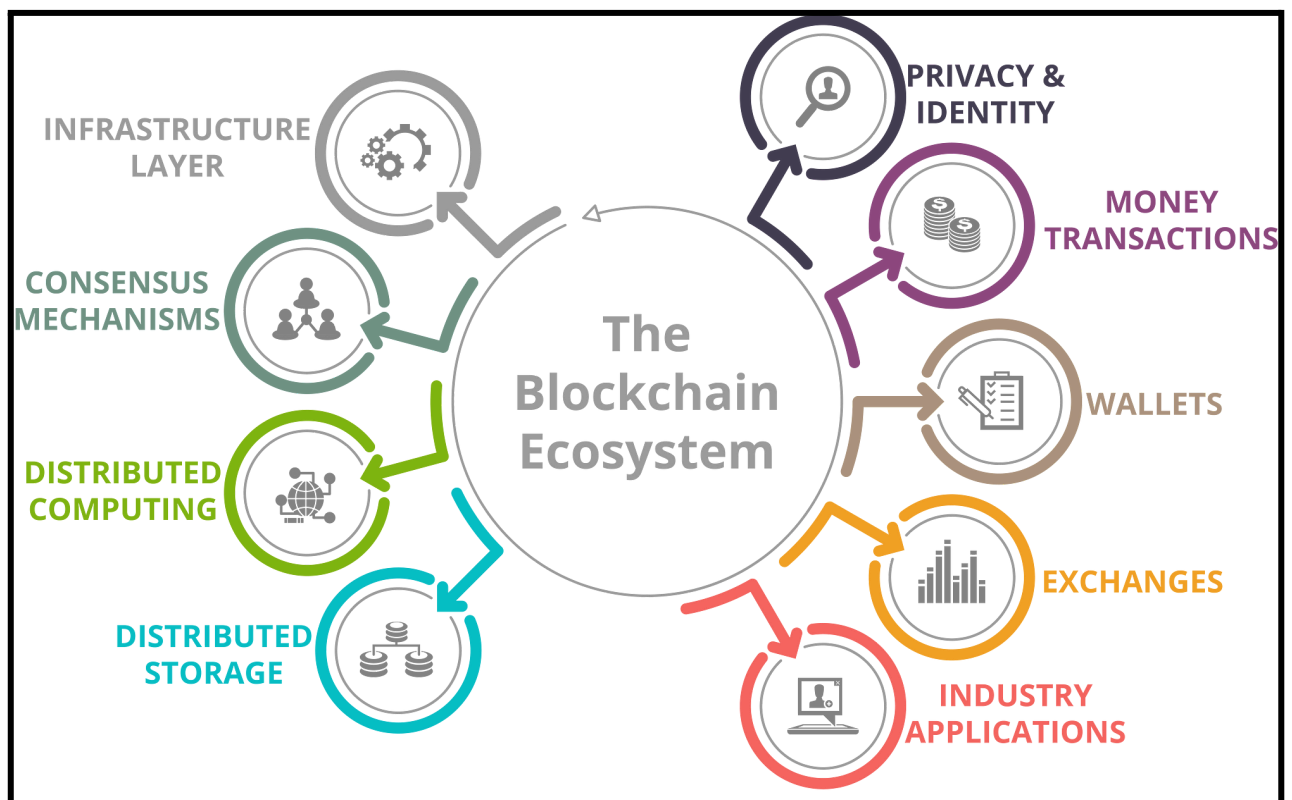 The
Blockchain
Ecosystem
INFRASTRUCTURE
LAYER
CONSENSUS
MECHANISMS
DISTRIBUTED
COMPUTING
DISTRIBUTED
STORAGE
PRIVACY &
IDENTITY
$
$
MONEY
TRANSACTIONS
WALLETS
EXCHANGES
INDUSTRY
APPLICATIONS